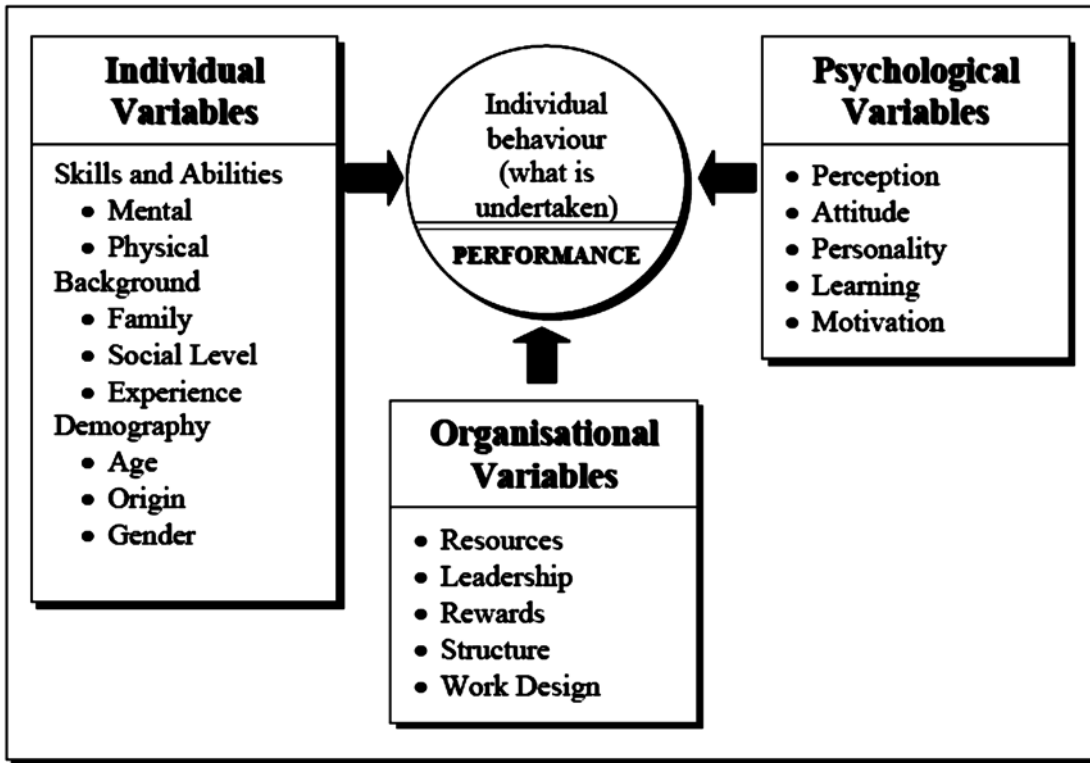 Individual
Variables
Skills and Abilities
• Mental
• Physical
Background
• Family
• Social Level
• Experience
Demography
• Age
• Origin
• Gender
Individual
behaviour
(what is
undertaken)
PERFORMANCE
Psychological
Variables
• Perception
• Attitude
• Personality
• Learning
• Motivation
Organisational
Variables
• Resources
• Leadership
• Rewards
• Structure
• Work Design